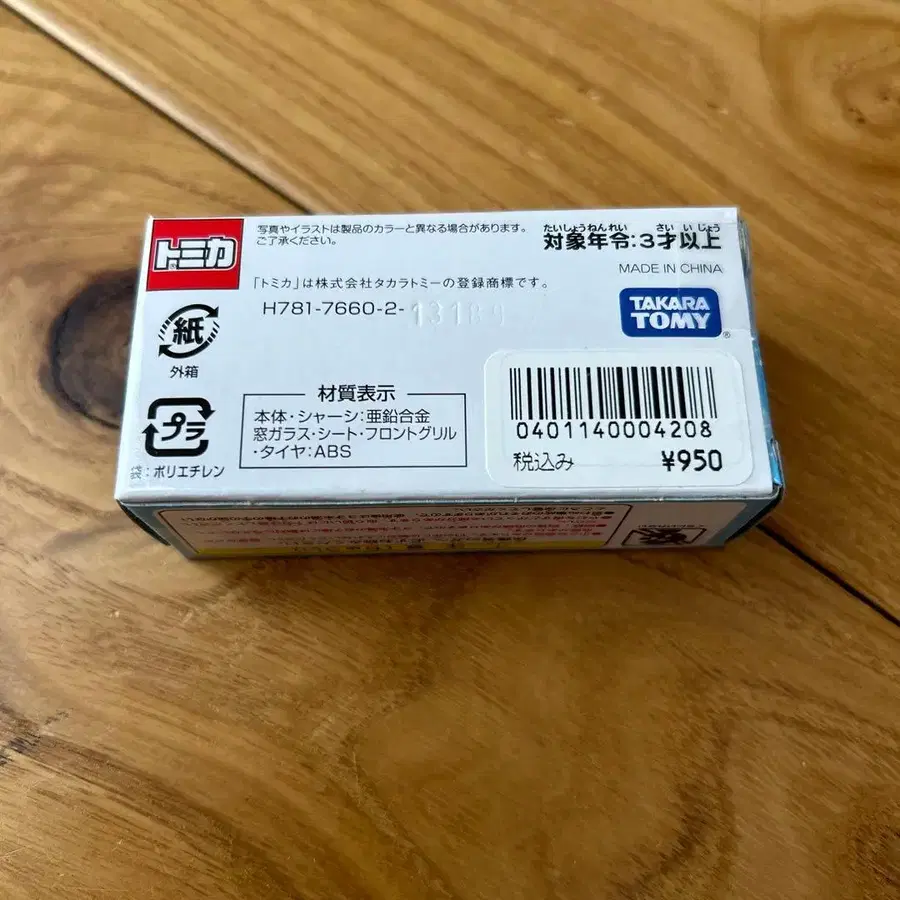 トミカ
写真やイラストは製品のカラーと異なる場合があります。
ご了承ください。
たいしょうねんれい さい いじょう
対象年令:3才以上
「トミカ」は株式会社タカラトミーの登録商標です。
MADE IN CHINA
H781-7660-2-
TAKARA
TOMY
®
紙
外箱
プラ
袋:ポリエチレン
材質表示
本体・シャーシ:亜鉛合金
窓ガラス・シート・フロントグリル
・タイヤ:ABS
0401140004208
税込み ¥950